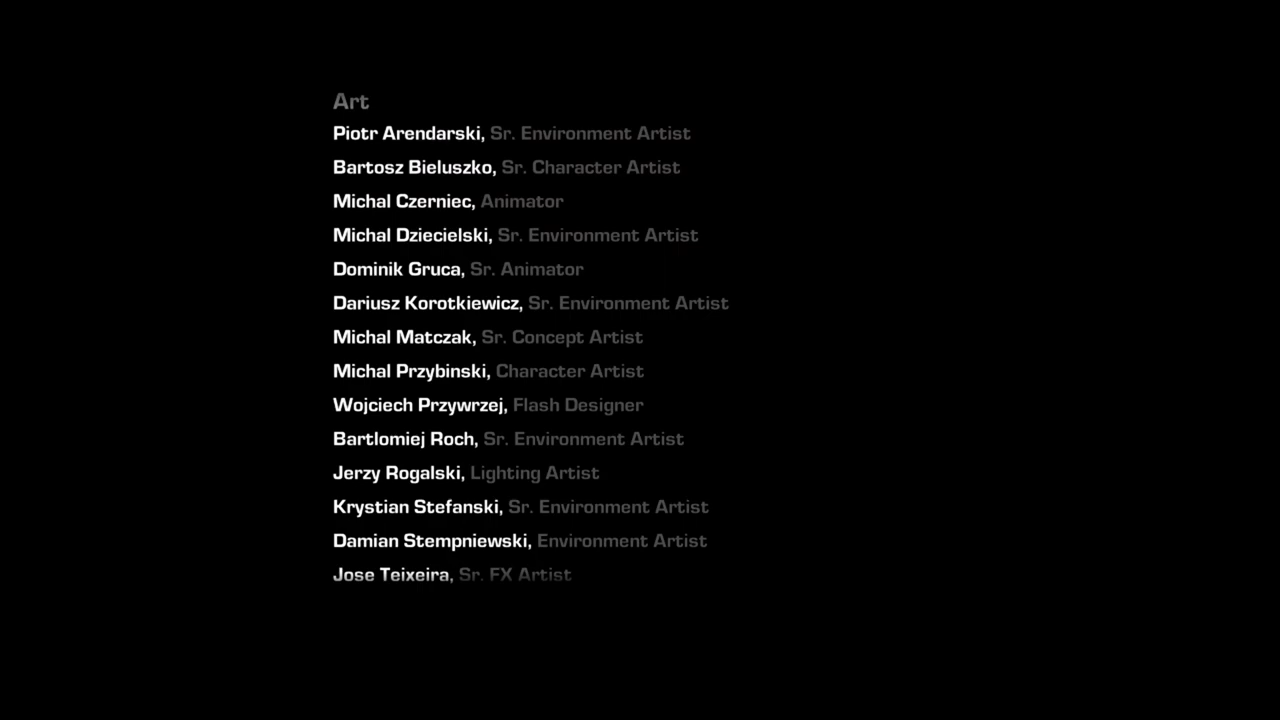 Art
Piotr Arendarski, Sr. Environment Artist
Bartosz Bieluszko, Sr. Character Artist
Michal Czerniec, Animator
Michal Dziecielski, Sr. Environment Artist
Dominik Gruca, Sr. Animator
Dariusz Korotkiewicz, Sr. Environment Artist
Michal Matczak, Sr. Concept Artist
Michal Przybinski, Character Artist
Wojciech Przywrzej, Flash Designer
Bartlomiej Roch, Sr. Environment Artist
Jerzy Rogalski, Lighting Artist
Krystian Stefanski, Sr. Environment Artist
Damian Stempniewski, Environment Artist
Jose Teixeira, Sr. FX Artist